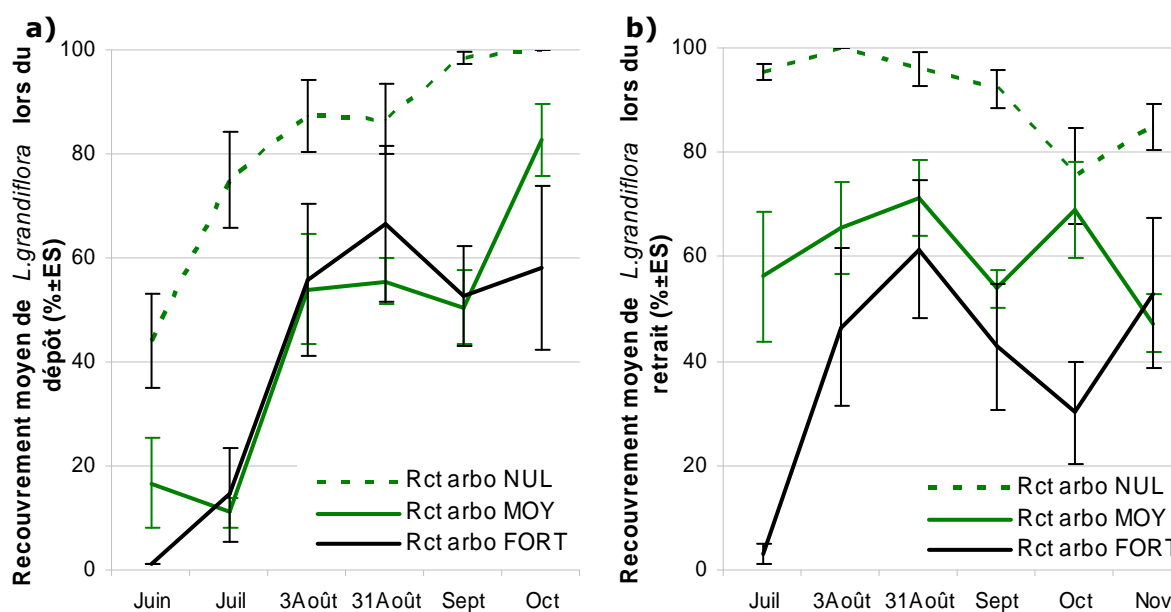 a)
Recouvrement moyen de L.grandiflora lors du
dépôt (%±ES)
100
80
60
40
20
0
Rct arbo NUL
Rct arbo MOY
Rct arbo FORT
Juin Juil 3Août 31Août Sept Oct
b)
Recouvrement moyen de L.grandiflora lors du
retrait (%±ES)
100
80
60
40
20
0
Rct arbo NUL
Rct arbo MOY
Rct arbo FORT
Juil 3Août 31Août Sept Oct Nov